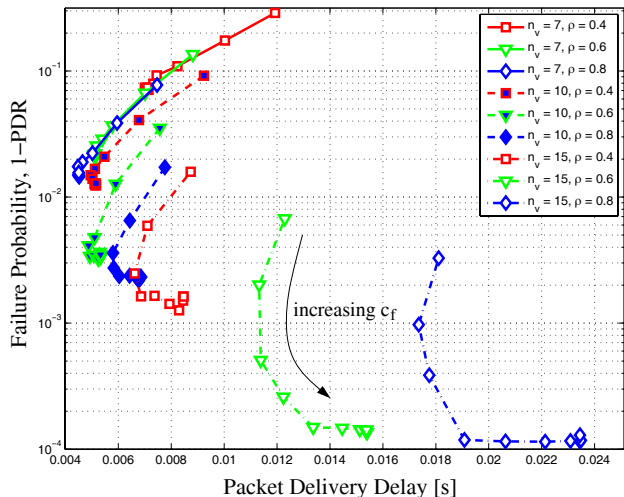 n_v = 7, ρ = 0.4
n_v = 7, ρ = 0.6
n_v = 7, ρ = 0.8
n_v = 10, ρ = 0.4
n_v = 10, ρ = 0.6
n_v = 10, ρ = 0.8
n_v = 15, ρ = 0.4
n_v = 15, ρ = 0.6
n_v = 15, ρ = 0.8
Failure Probability, 1−PDR
10^−1
10^−2
10^−3
10^−4
increasing c_f
0.004 0.006 0.008 0.01 0.012 0.014 0.016 0.018 0.02 0.022 0.024
Packet Delivery Delay [s]